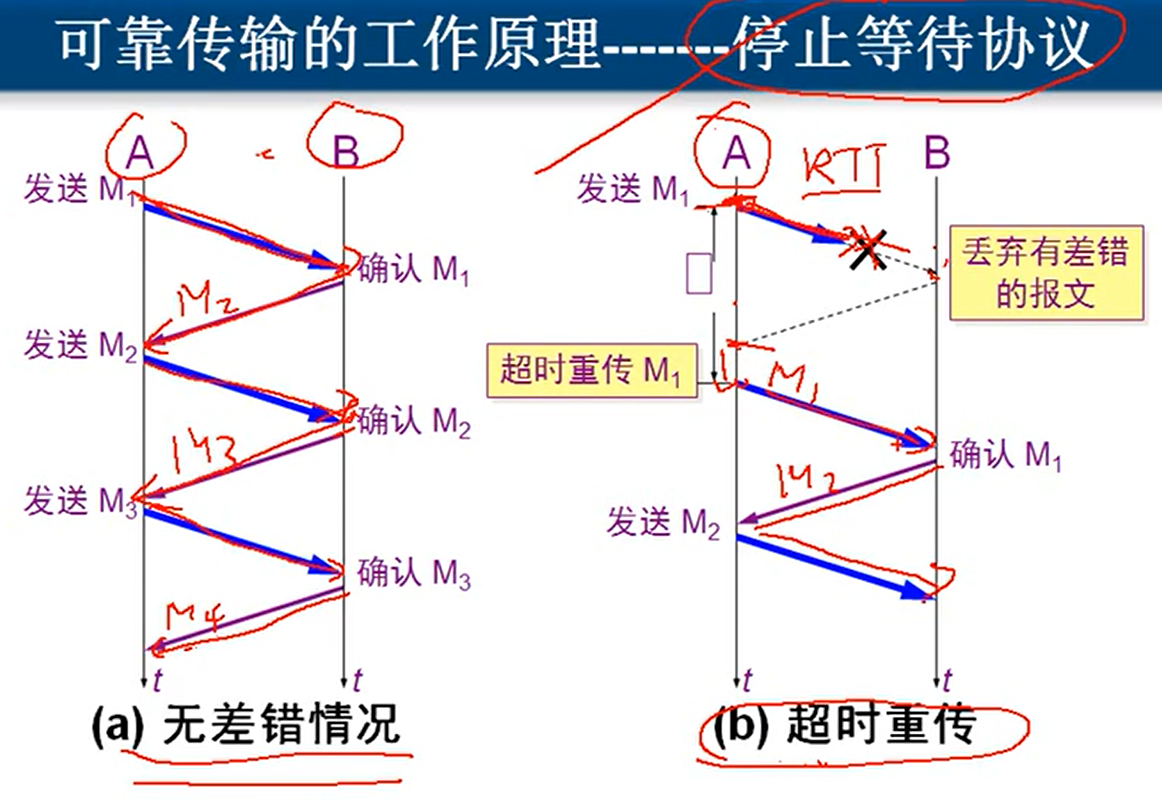 可靠传输的工作原理-------停止等待协议
A
B
发送 M₁
确认 M₁
M₂
发送 M₂
确认 M₂
M3
发送 M₃
确认 M₃
M4
t
t
(a) 无差错情况
A
RTT
B
发送 M₁
丢弃有差错
的报文
超时重传 M₁
M₁
确认 M₁
M2
发送 M₂
t
t
(b) 超时重传